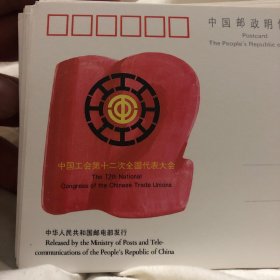 中国邮政明信
Postcard
The People's Republic of
中国工会第十二次全国代表大会
The 12th National
Congress of the Chinese Trade Unions
中华人民共和国邮电部发行
Released by the Ministry of Posts and Tele-
communications of the People's Republic of China